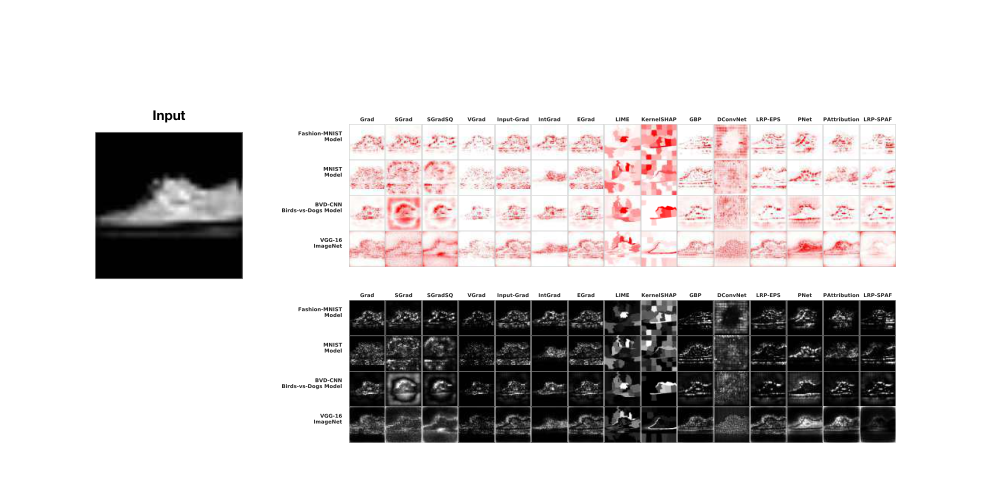 Input
Grad SGrad SGradSQ VGrad Input-Grad IntGrad EGrad LIME KernelSHAP GBP DConvNet LRP-EPS PNet PAttribution LRP-SPAF
Fashion-MNIST
Model
MNIST
Model
BVD-CNN
Birds-vs-Dogs Model
VGG-16
ImageNet
Grad SGrad SGradSQ VGrad Input-Grad IntGrad EGrad LIME KernelSHAP GBP DConvNet LRP-EPS PNet PAttribution LRP-SPAF
Fashion-MNIST
Model
MNIST
Model
BVD-CNN
Birds-vs-Dogs Model
VGG-16
ImageNet